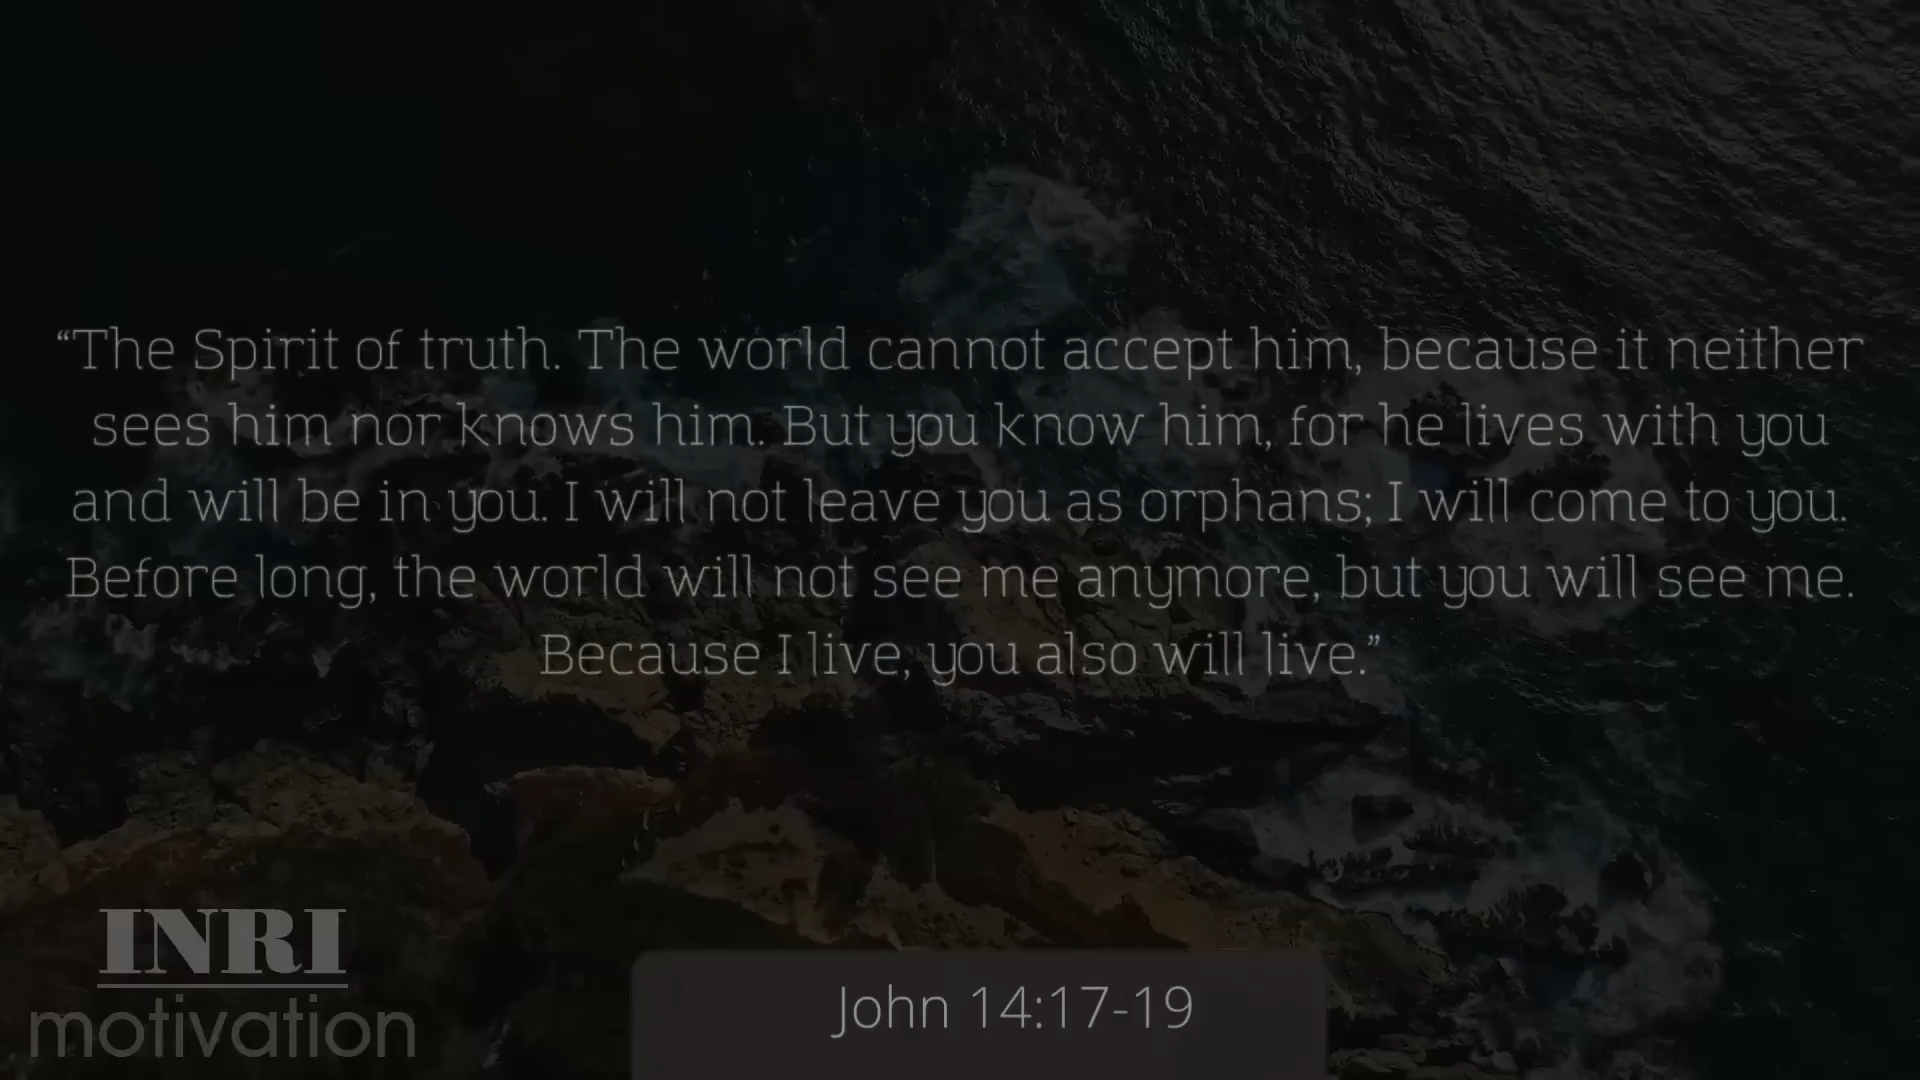 “The Spirit of truth. The world cannot accept him, because it neither
sees him nor knows him. But you know him, for he lives with you
and will be in you. I will not leave you as orphans; I will come to you.
Before long, the world will not see me anymore, but you will see me.
Because I live, you also will live.”
INRI
motivation
John 14:17-19